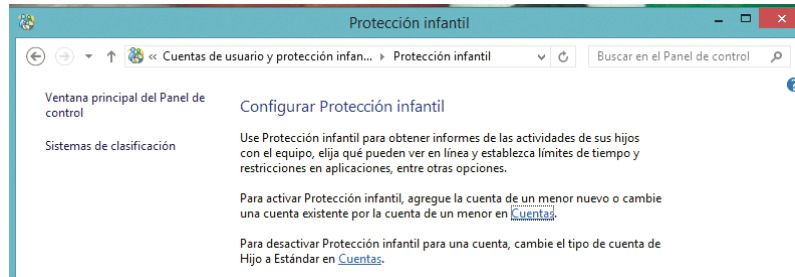 Protección infantil
« Cuentas de usuario y protección infan... ▸ Protección infantil
Buscar en el Panel de control
Ventana principal del Panel de
control
Sistemas de clasificación
Configurar Protección infantil
Use Protección infantil para obtener informes de las actividades de sus hijos
con el equipo, elija qué pueden ver en línea y establezca límites de tiempo y
restricciones en aplicaciones, entre otras opciones.
Para activar Protección infantil, agregue la cuenta de un menor nuevo o cambie
una cuenta existente por la cuenta de un menor en Cuentas.
Para desactivar Protección infantil para una cuenta, cambie el tipo de cuenta de
Hijo a Estándar en Cuentas.